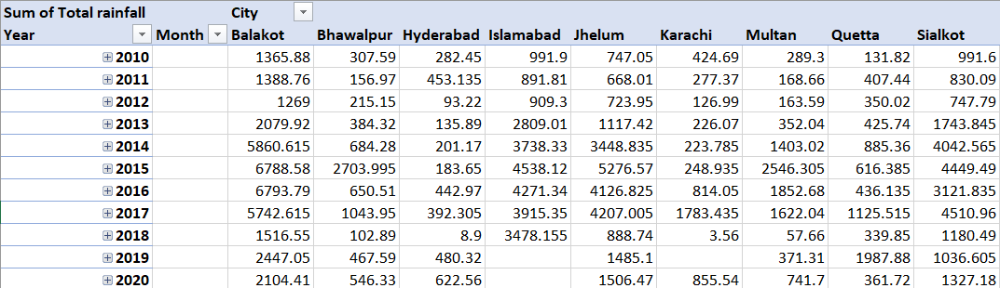 Sum of Total rainfall City
Year Month Balakot Bhawalpur Hyderabad Islamabad Jhelum Karachi Multan Quetta Sialkot
2010 1365.88 307.59 282.45 991.9 747.05 424.69 289.3 131.82 991.6
2011 1388.76 156.97 453.135 891.81 668.01 277.37 168.66 407.44 830.09
2012 1269 215.15 93.22 909.3 723.95 126.99 163.59 350.02 747.79
2013 2079.92 384.32 135.89 2809.01 1117.42 226.07 352.04 425.74 1743.845
2014 5860.615 684.28 201.17 3738.33 3448.835 223.785 1403.02 885.36 4042.565
2015 6788.58 2703.995 183.65 4538.12 5276.57 248.935 2546.305 616.385 4449.49
2016 6793.79 650.51 442.97 4271.34 4126.825 814.05 1852.68 436.135 3121.835
2017 5742.615 1043.95 392.305 3915.35 4207.005 1783.435 1622.04 1125.515 4510.96
2018 1516.55 102.89 8.9 3478.155 888.74 3.56 57.66 339.85 1180.49
2019 2447.05 467.59 480.32 1485.1 371.31 1987.88 1036.605
2020 2104.41 546.33 622.56 1506.47 855.54 741.7 361.72 1327.18